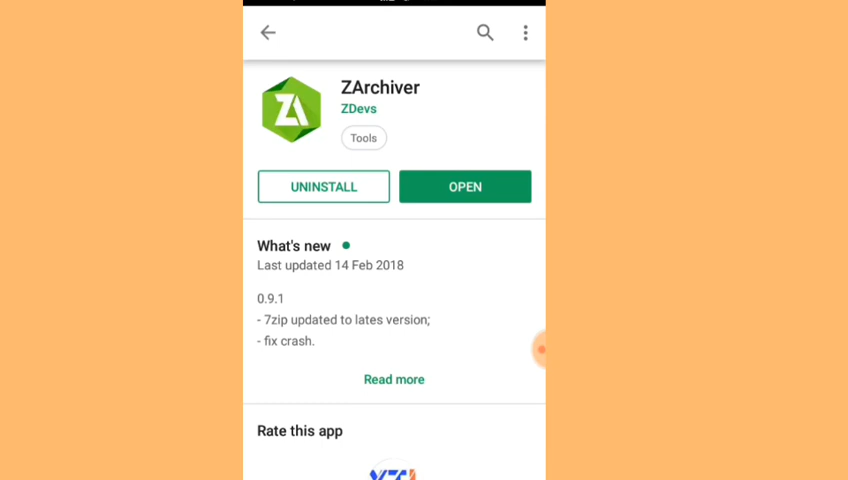 ZArchiver
ZDevs
Tools
UNINSTALL
OPEN
What's new
Last updated 14 Feb 2018
0.9.1
- 7zip updated to lates version;
- fix crash.
Read more
Rate this app